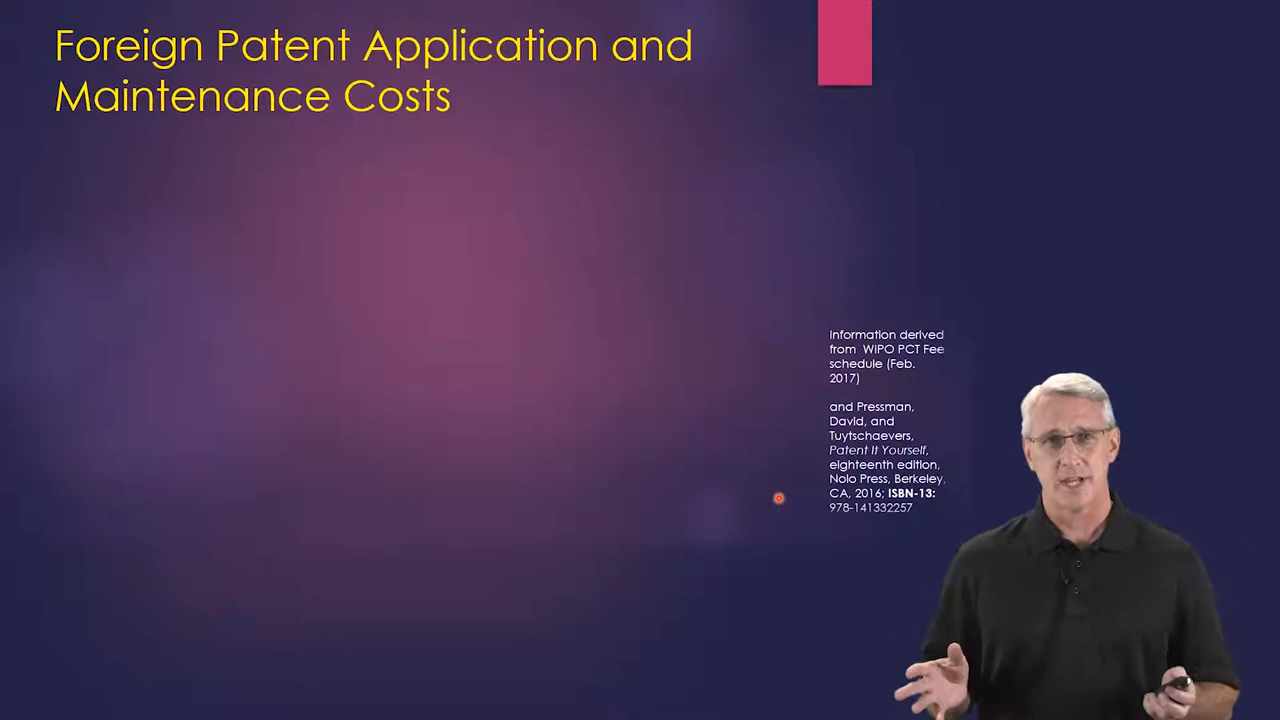 Foreign Patent Application and
Maintenance Costs
Information derived
from WIPO PCT Fee
schedule (Feb.
2017)
and Pressman,
David, and
Tuytschaevers,
Patent It Yourself,
eighteenth edition,
Nolo Press, Berkeley,
CA, 2016; ISBN-13:
978-141332257